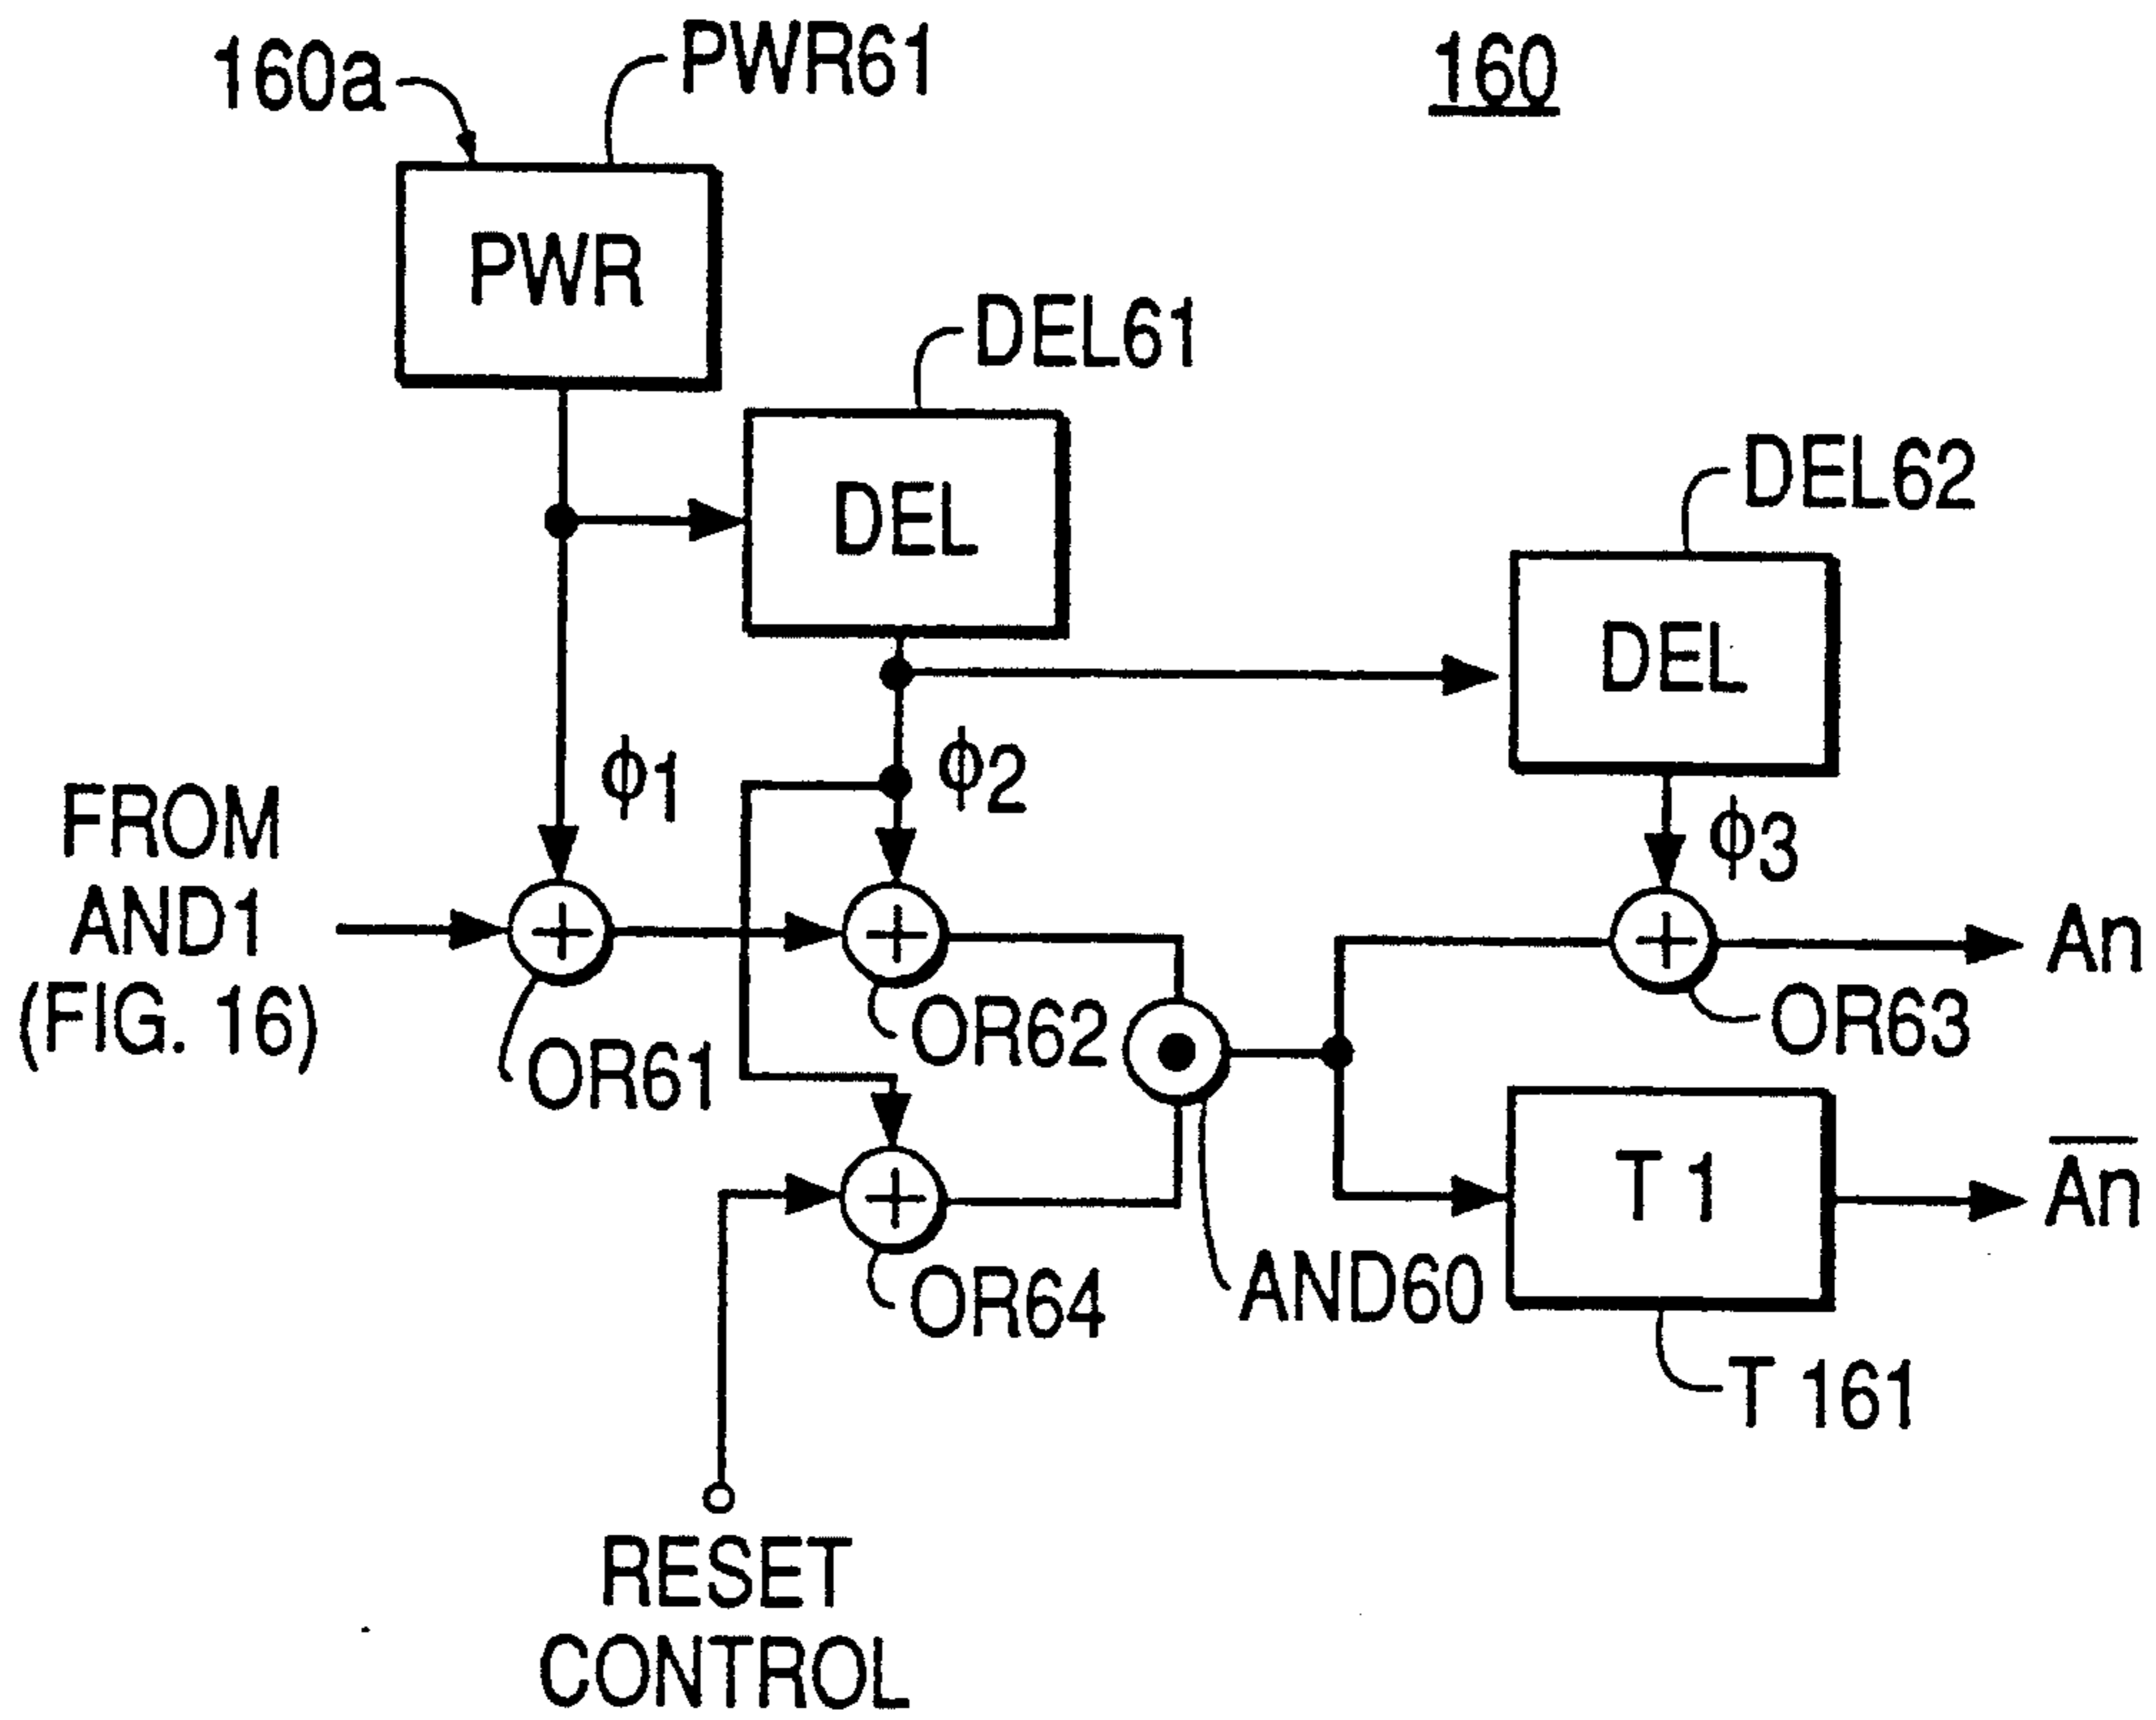 160a
PWR61
160
PWR
DEL61
DEL
DEL62
DEL
ϕ1
ϕ2
ϕ3
FROM
AND1
(FIG. 16)
An
OR61
OR62
OR63
T 1
A̅n̅
OR64
AND60
T 161
RESET
CONTROL